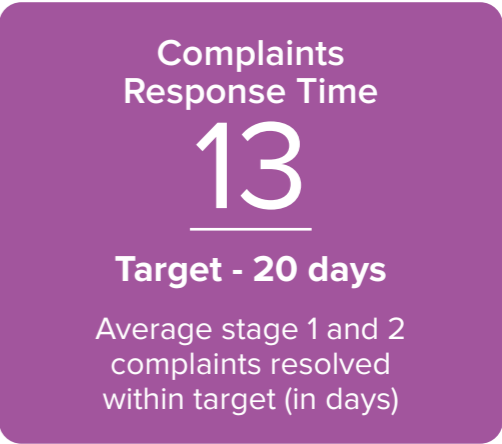 Complaints
Response Time
13
Target - 20 days
Average stage 1 and 2
complaints resolved
within target (in days)